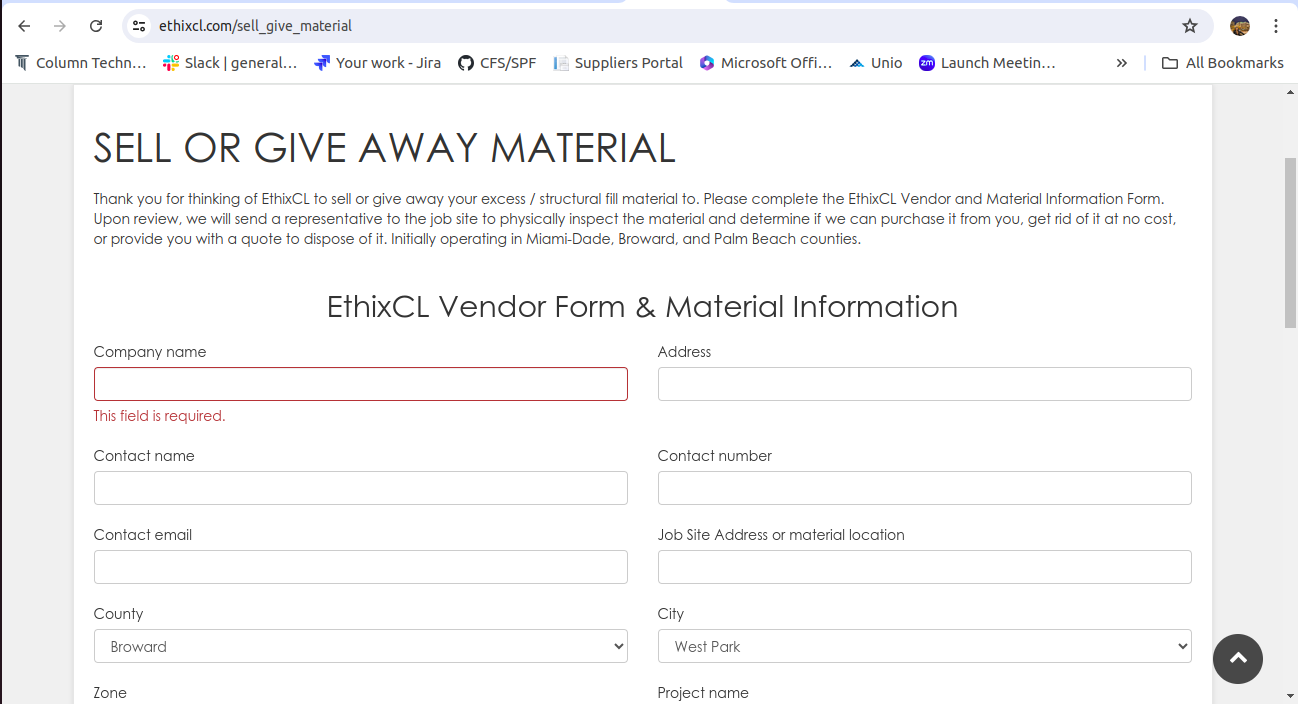 ethixcl.com/sell_give_material
Column Techn... Slack | general... Your work - Jira CFS/SPF Suppliers Portal Microsoft Offi... Unio zm Launch Meetin... » All Bookmarks
SELL OR GIVE AWAY MATERIAL
Thank you for thinking of EthixCL to sell or give away your excess / structural fill material to. Please complete the EthixCL Vendor and Material Information Form.
Upon review, we will send a representative to the job site to physically inspect the material and determine if we can purchase it from you, get rid of it at no cost,
or provide you with a quote to dispose of it. Initially operating in Miami-Dade, Broward, and Palm Beach counties.
EthixCL Vendor Form & Material Information
Company name Address
This field is required.
Contact name Contact number
Contact email Job Site Address or material location
County City
Broward West Park
Zone Project name